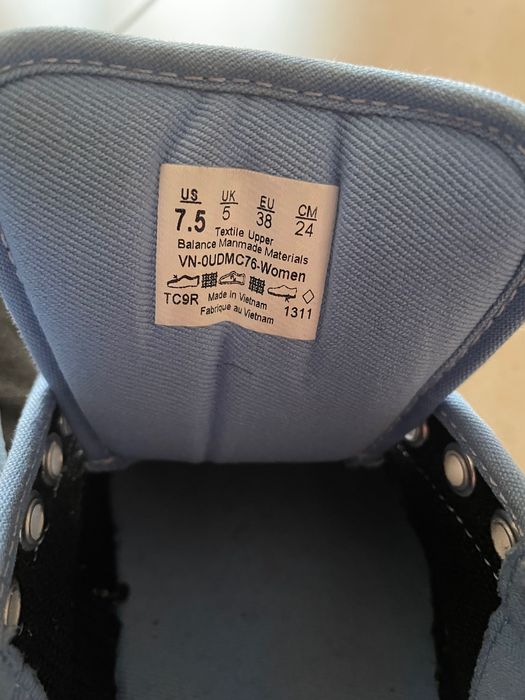 US UK EU CM
7.5 5 38 24
Textile Upper
Balance Manmade Materials
VN-0UDMC76-Women
TC9R Made in Vietnam 1311
Fabrique au Vietnam